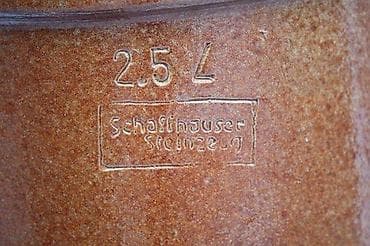 2.5 L
Schaffhauser
Steinzeug